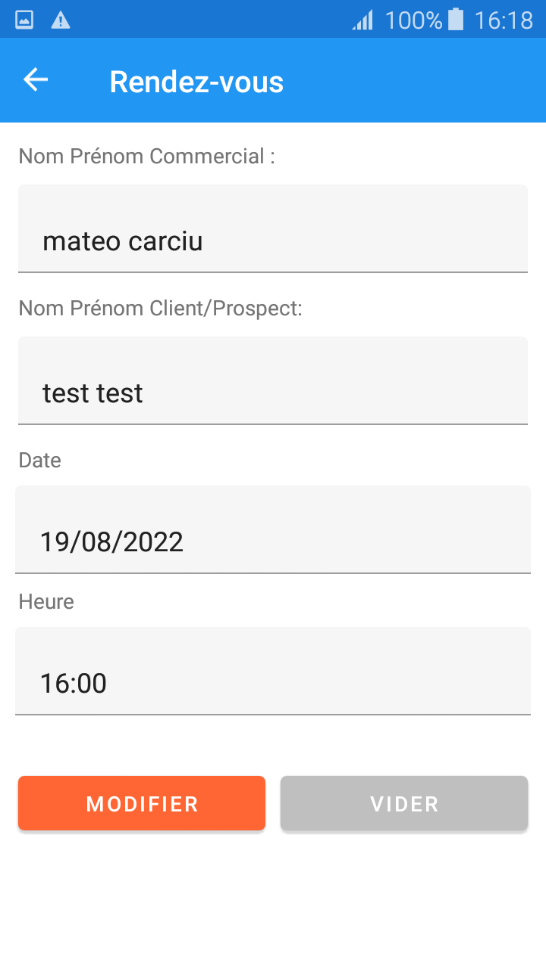 100% 16:18
Rendez-vous
Nom Prénom Commercial :
mateo carciu
Nom Prénom Client/Prospect:
test test
Date
19/08/2022
Heure
16:00
MODIFIER VIDER